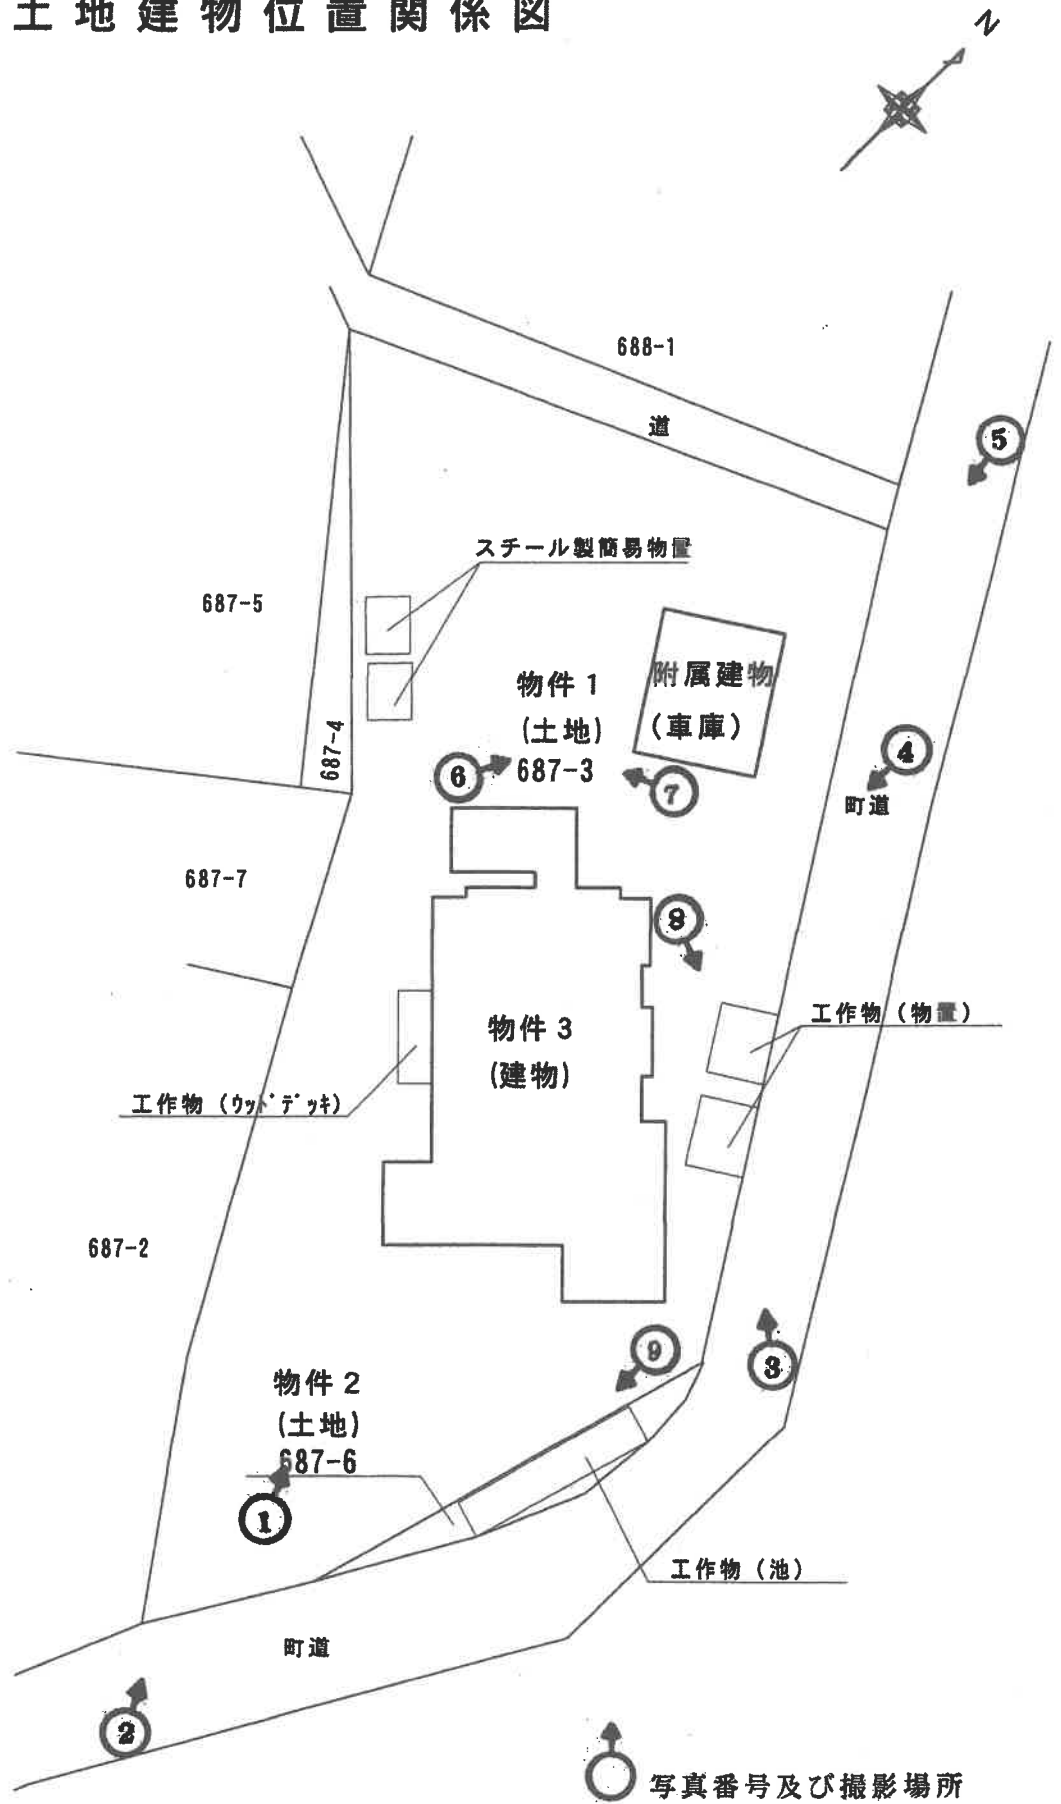 土地建物位置関係図
N
688-1
道
⑤
スチール製簡易物置
687-5
物件1
(土地)
687-3
附属建物
(車庫)
687-4
④
町道
⑥
⑦
687-7
⑧
物件3
(建物)
工作物(物置)
工作物(ウッドデッキ)
687-2
⑨
③
物件2
(土地)
687-6
①
工作物(池)
町道
②
写真番号及び撮影場所